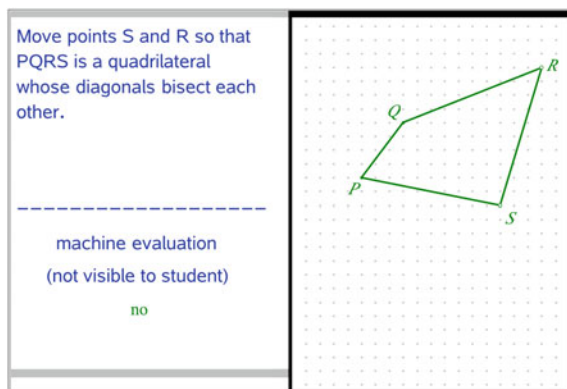 Move points S and R so that
PQRS is a quadrilateral
whose diagonals bisect each
other.
machine evaluation
(not visible to student)
no
R
Q
P
S